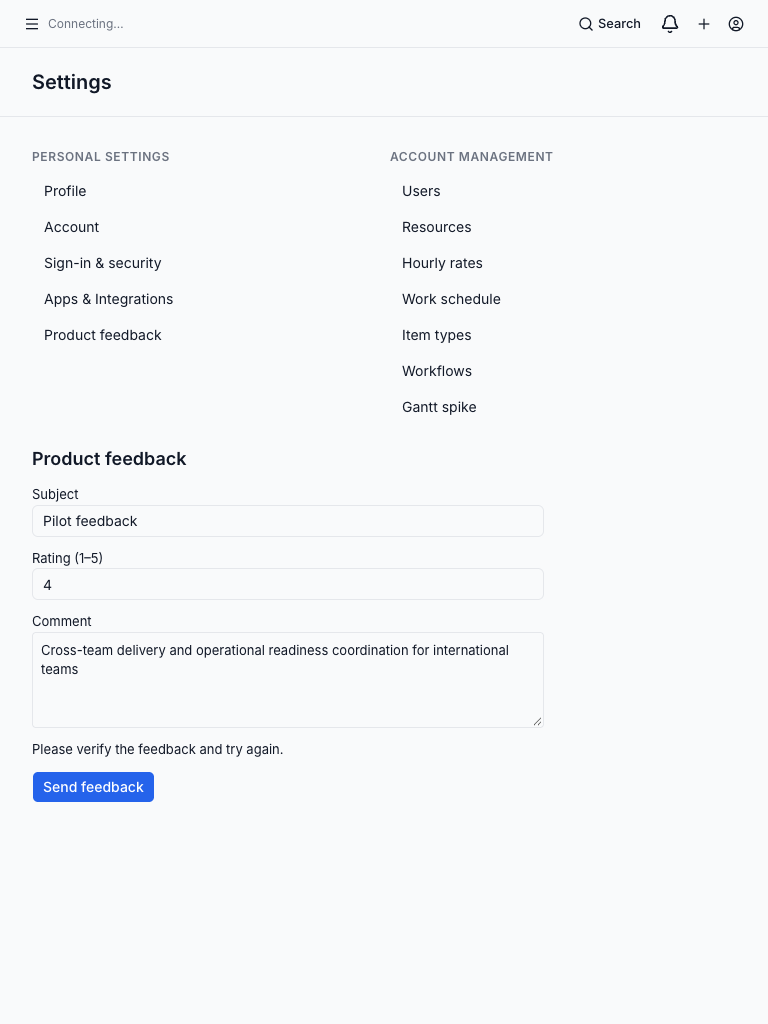 Connecting...
Search
Settings
PERSONAL SETTINGS
Profile
Account
Sign-in & security
Apps & Integrations
Product feedback
ACCOUNT MANAGEMENT
Users
Resources
Hourly rates
Work schedule
Item types
Workflows
Gantt spike
Product feedback
Subject
Pilot feedback
Rating (1–5)
4
Comment
Cross-team delivery and operational readiness coordination for international
teams
Please verify the feedback and try again.
Send feedback